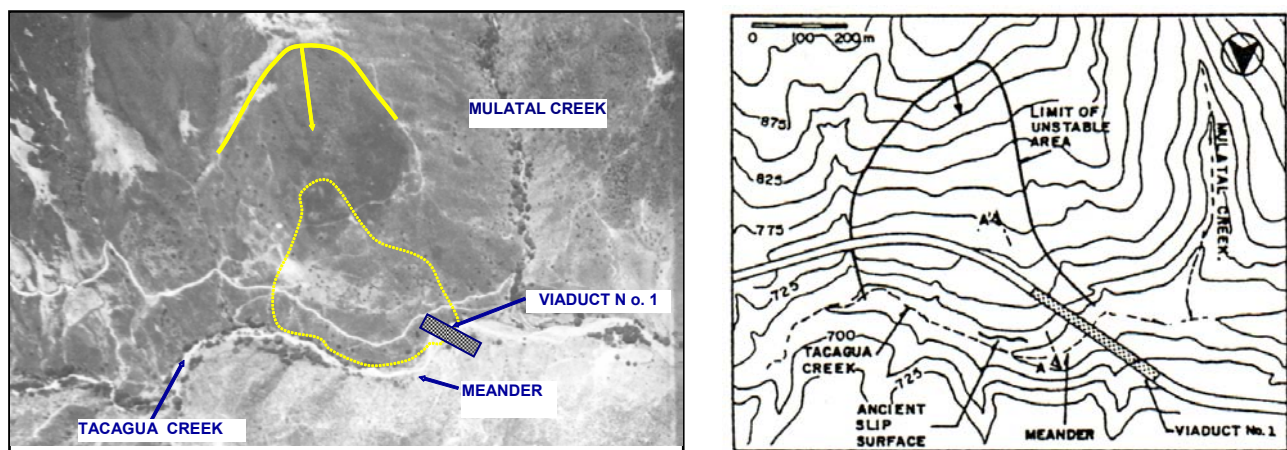 MULATAL CREEK
VIADUCT N o. 1
MEANDER
TACAGUA CREEK
0 100 200 m
LIMIT OF
UNSTABLE
AREA
875
825
775
725
MULATAL CREEK.
A'
700
TACAGUA
CREEK
A
725
ANCIENT
SLIP
SURFACE
MEANDER
VIADUCT No. 1